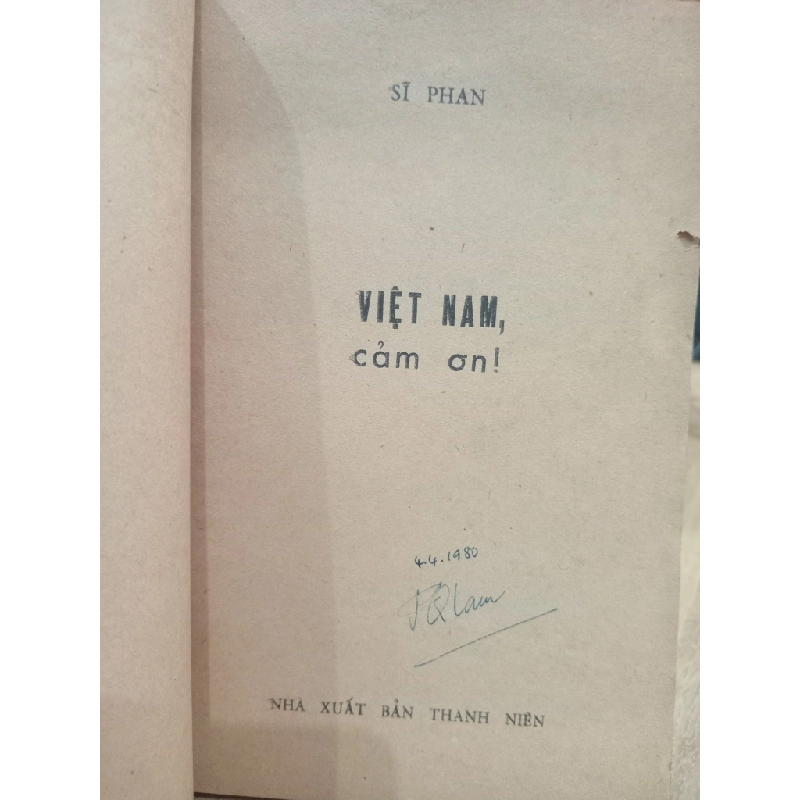 SĨ PHAN
VIỆT NAM,
cảm ơn!
4.4.1980
NHÀ XUẤT BẢN THANH NIÊN